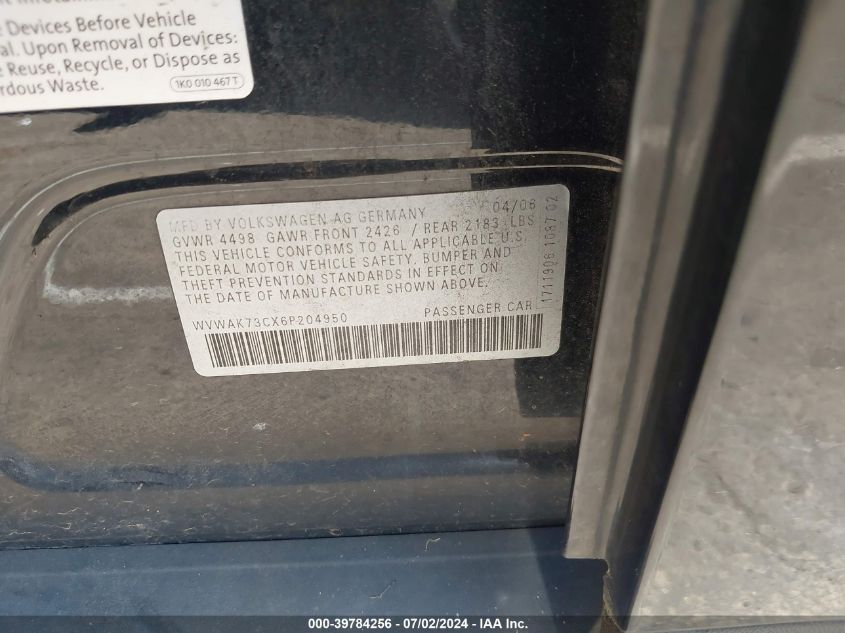 Devices Before Vehicle
al. Upon Removal of Devices:
e Reuse, Recycle, or Dispose as
rdous Waste.
1K0 010 467 T
MFD BY VOLKSWAGEN AG GERMANY 04/06
GVWR 4498 GAWR FRONT 2426 / REAR 2183 LBS
THIS VEHICLE CONFORMS TO ALL APPLICABLE U.S.
FEDERAL MOTOR VEHICLE SAFETY, BUMPER AND
THEFT PREVENTION STANDARDS IN EFFECT ON
THE DATE OF MANUFACTURE SHOWN ABOVE.
WVWAK73CX6P204950 PASSENGER CAR
1711906 1087 02
000-39784256 - 07/02/2024 - IAA Inc.